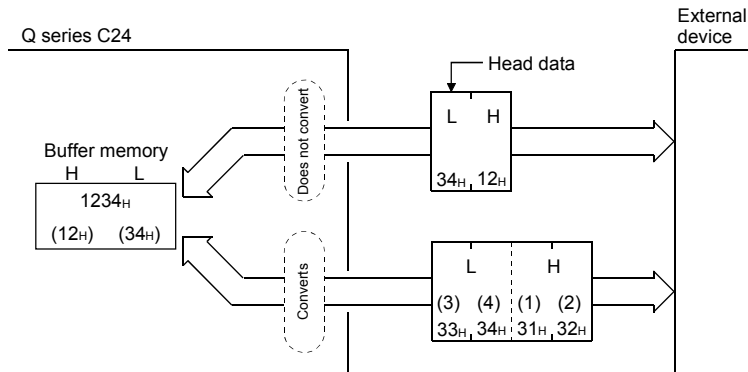 External
device
Q series C24
Head data
Does not convert
L H
34H 12H
Buffer memory
H L
1234H
(12H) (34H)
Converts
L H
(3) (4) (1) (2)
33H 34H 31H 32H